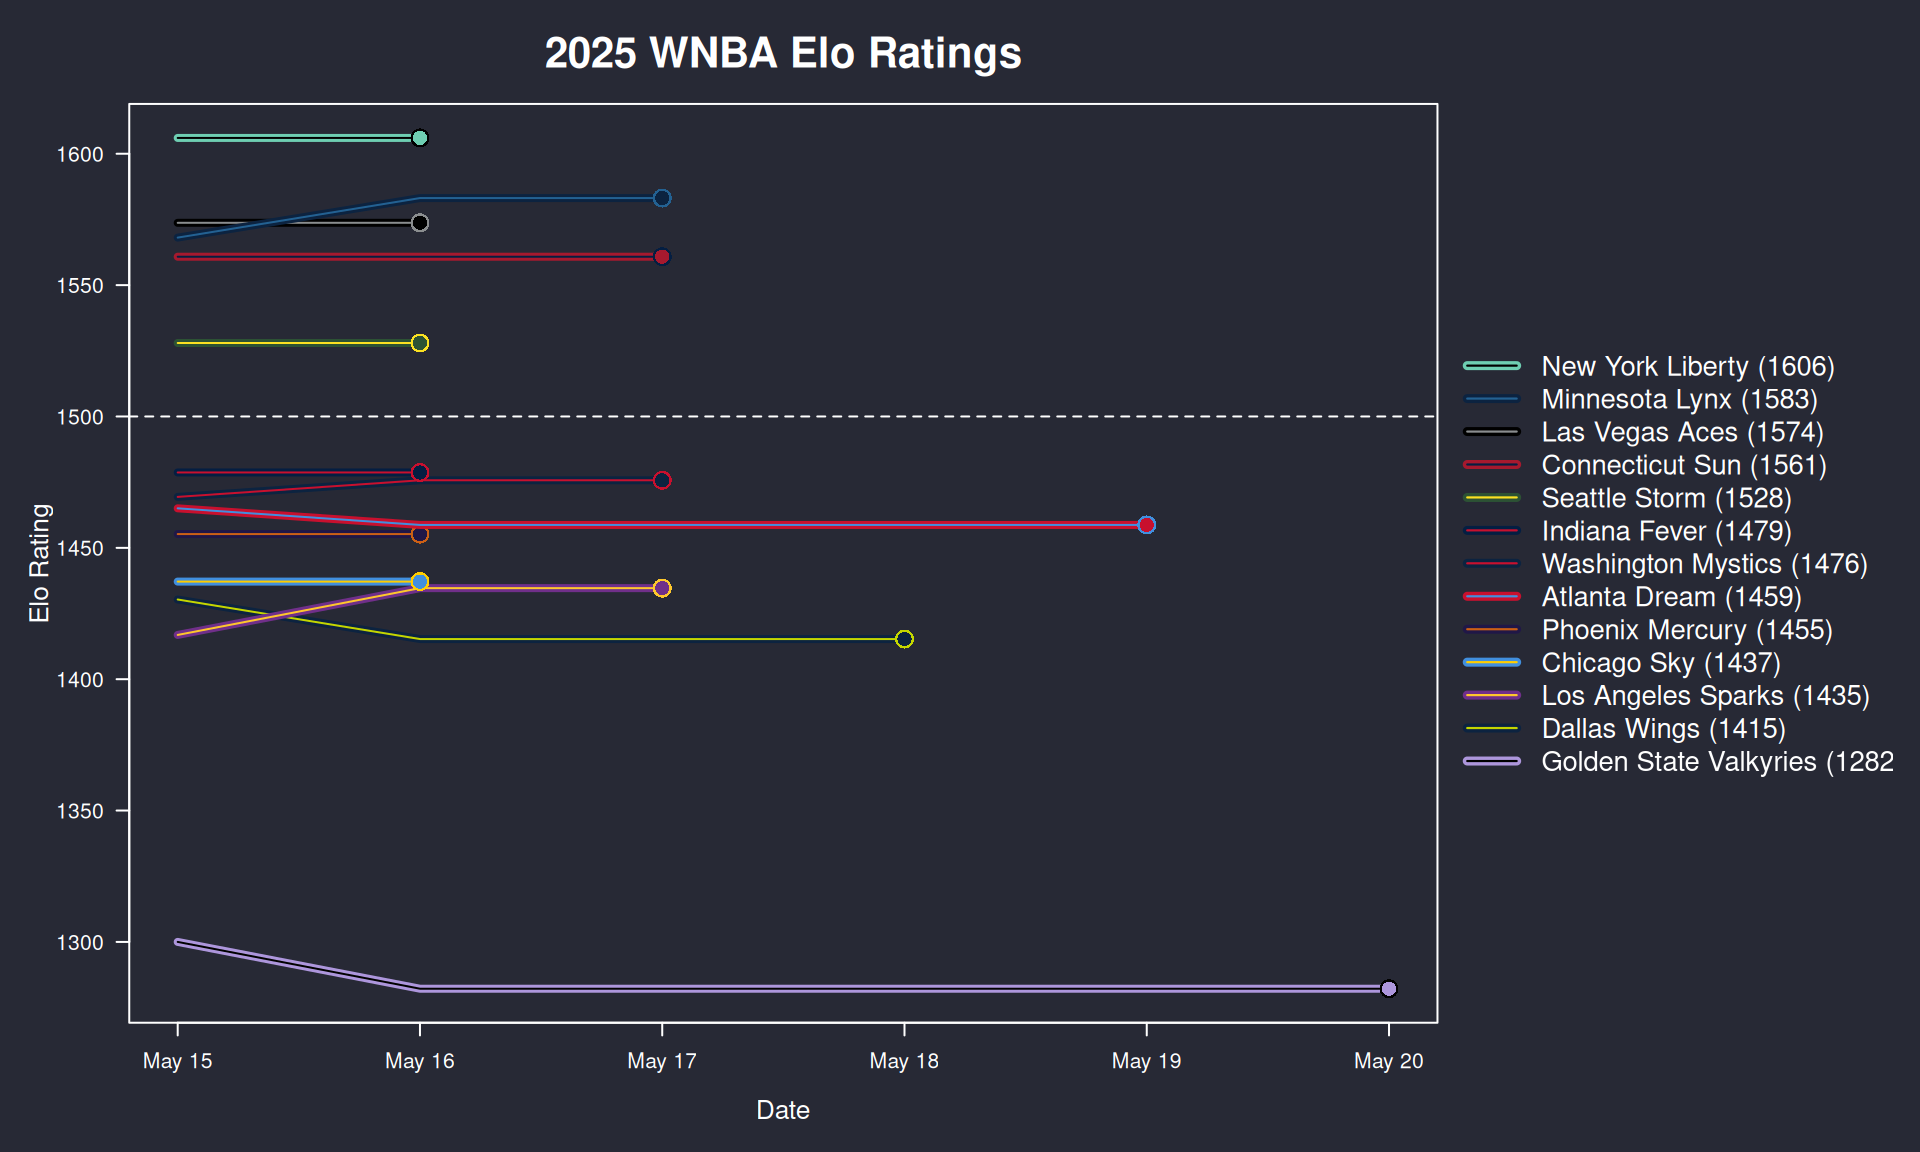 2025 WNBA Elo Ratings
1600
1550
1500
1450
1400
1350
1300
Elo Rating
May 15
May 16
May 17
May 18
May 19
May 20
Date
New York Liberty (1606)
Minnesota Lynx (1583)
Las Vegas Aces (1574)
Connecticut Sun (1561)
Seattle Storm (1528)
Indiana Fever (1479)
Washington Mystics (1476)
Atlanta Dream (1459)
Phoenix Mercury (1455)
Chicago Sky (1437)
Los Angeles Sparks (1435)
Dallas Wings (1415)
Golden State Valkyries (1282